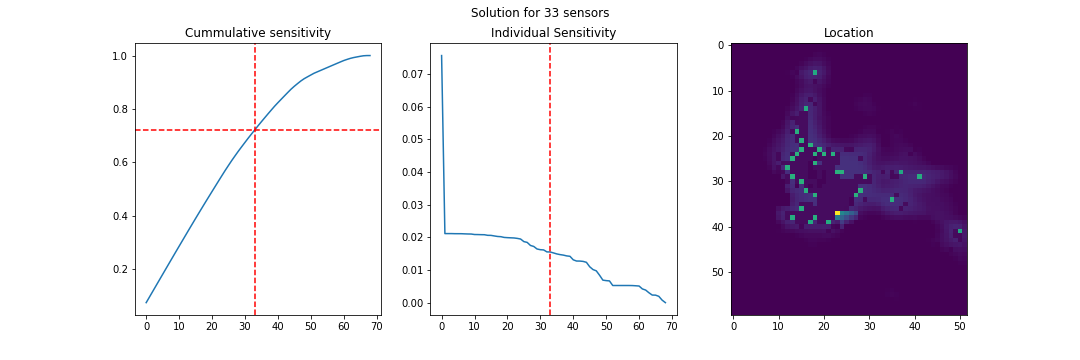 Solution for 33 sensors
Cummulative sensitivity
1.0
0.8
0.6
0.4
0.2
0 10 20 30 40 50 60 70
Individual Sensitivity
0.07
0.06
0.05
0.04
0.03
0.02
0.01
0.00
0 10 20 30 40 50 60 70
Location
0
10
20
30
40
50
0 10 20 30 40 50